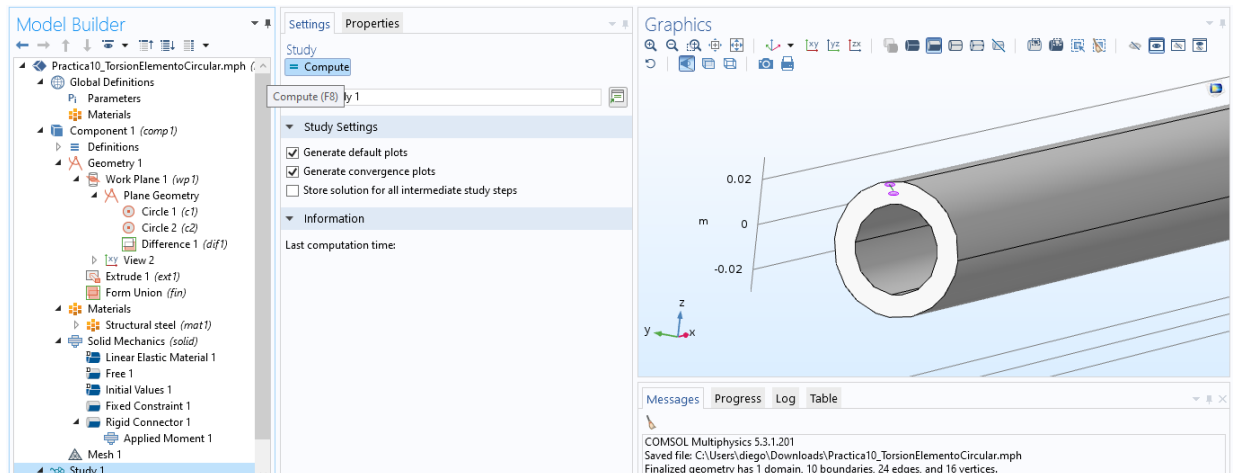 Model Builder
Practica10_TorsionElementoCircular.mph (
Global Definitions
Pi Parameters
Materials
Component 1 (comp1)
Definitions
Geometry 1
Work Plane 1 (wp1)
Plane Geometry
Circle 1 (c1)
Circle 2 (c2)
Difference 1 (dif1)
xy View 2
Extrude 1 (ext1)
Form Union (fin)
Materials
Structural steel (mat1)
Solid Mechanics (solid)
Linear Elastic Material 1
Free 1
Initial Values 1
Fixed Constraint 1
Rigid Connector 1
Applied Moment 1
Mesh 1
Study 1
Settings Properties
Study
= Compute
Compute (F8)
dy 1
Study Settings
Generate default plots
Generate convergence plots
Store solution for all intermediate study steps
Information
Last computation time:
Graphics
xy yz zx
0.02
m 0
-0.02
z
y x
Messages Progress Log Table
COMSOL Multiphysics 5.3.1.201
Saved file: C:\Users\diego\Downloads\Practica10_TorsionElementoCircular.mph
Finalized geometry has 1 domain, 10 boundaries, 24 edges, and 16 vertices.